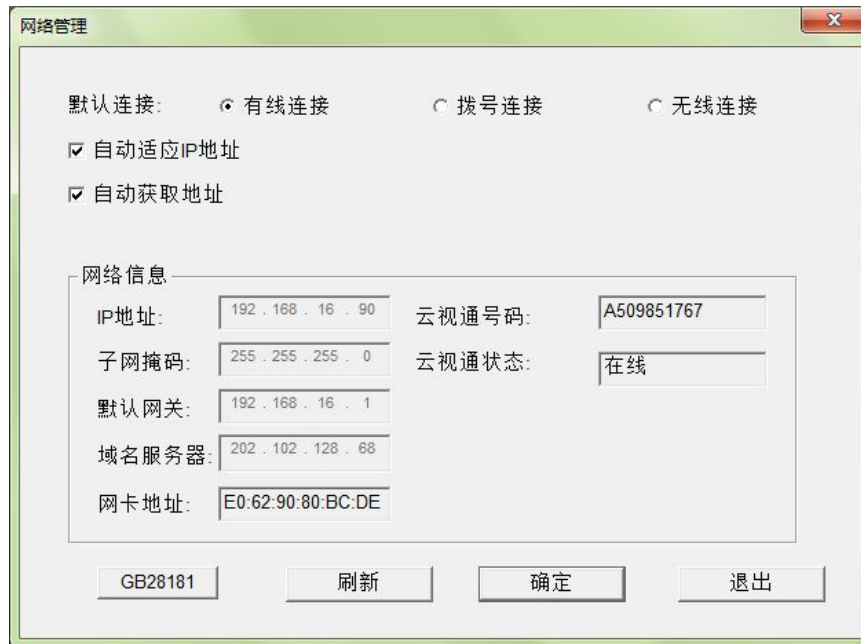 网络管理
默认连接: 有线连接 拨号连接 无线连接
自动适应IP地址
自动获取地址
网络信息
IP地址: 192 . 168 . 16 . 90 云视通号码: A509851767
子网掩码: 255 . 255 . 255 . 0 云视通状态: 在线
默认网关: 192 . 168 . 16 . 1
域名服务器: 202 . 102 . 128 . 68
网卡地址: E0:62:90:80:BC:DE
GB28181 刷新 确定 退出